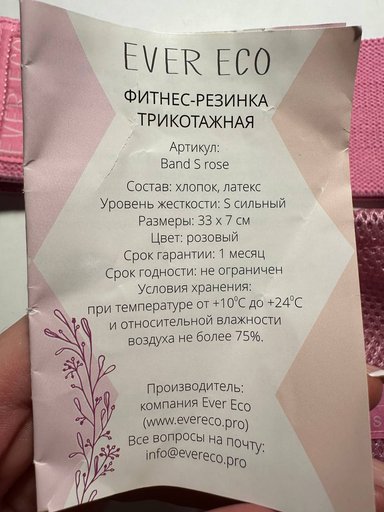 EVER ECO
ФИТНЕС-РЕЗИНКА
ТРИКОТАЖНАЯ
Артикул:
Band S rose
Состав: хлопок, латекс
Уровень жесткости: S сильный
Размеры: 33 x 7 см
Цвет: розовый
Срок гарантии: 1 месяц
Срок годности: не ограничен
Условия хранения:
при температуре от +10⁰C до +24⁰C
и относительной влажности
воздуха не более 75%.
Производитель:
компания Ever Eco
(www.evereco.pro)
Все вопросы на почту:
info@evereco.pro